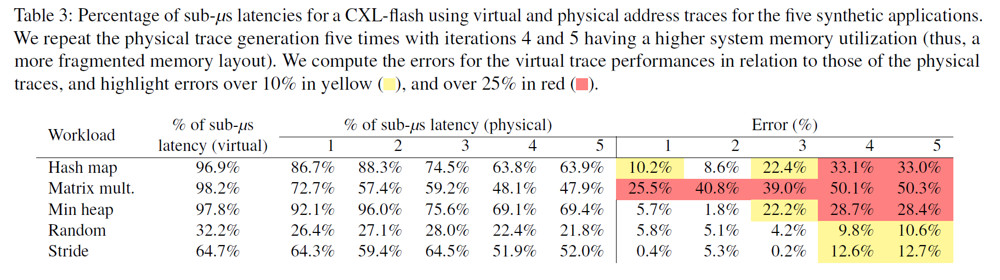 Table 3: Percentage of sub-μs latencies for a CXL-flash using virtual and physical address traces for the five synthetic applications.
We repeat the physical trace generation five times with iterations 4 and 5 having a higher system memory utilization (thus, a
more fragmented memory layout). We compute the errors for the virtual trace performances in relation to those of the physical
traces, and highlight errors over 10% in yellow ( ), and over 25% in red ( ).
Workload % of sub-μs % of sub-μs latency (physical) Error (%)
latency (virtual) 1 2 3 4 5 1 2 3 4 5
Hash map 96.9% 86.7% 88.3% 74.5% 63.8% 63.9% 10.2% 8.6% 22.4% 33.1% 33.0%
Matrix mult. 98.2% 72.7% 57.4% 59.2% 48.1% 47.9% 25.5% 40.8% 39.0% 50.1% 50.3%
Min heap 97.8% 92.1% 96.0% 75.6% 69.1% 69.4% 5.7% 1.8% 22.2% 28.7% 28.4%
Random 32.2% 26.4% 27.1% 28.0% 22.4% 21.8% 5.8% 5.1% 4.2% 9.8% 10.6%
Stride 64.7% 64.3% 59.4% 64.5% 51.9% 52.0% 0.4% 5.3% 0.2% 12.6% 12.7%